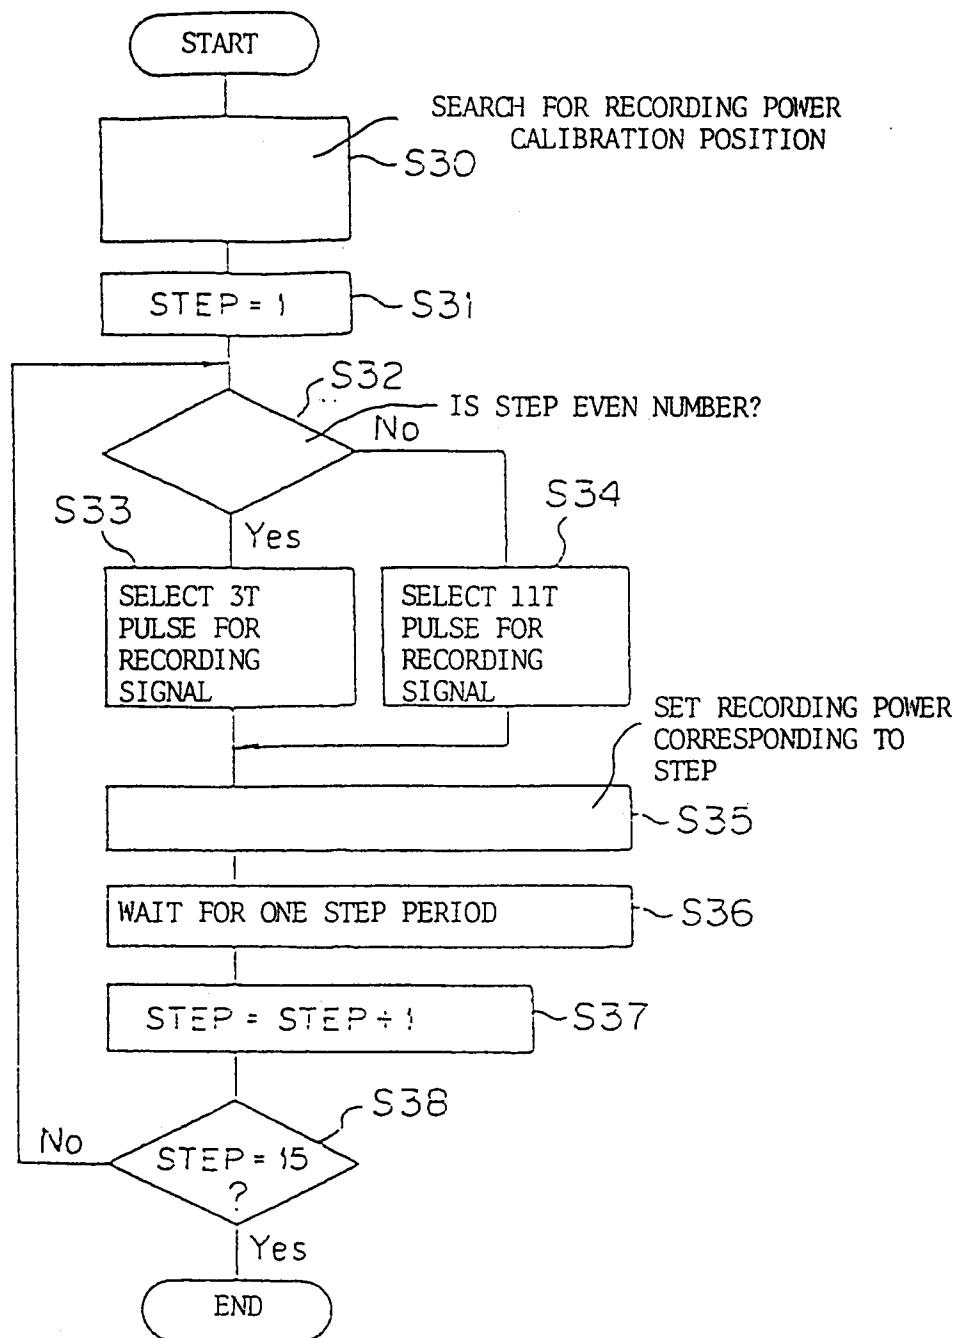 START
SEARCH FOR RECORDING POWER
CALIBRATION POSITION
S30
STEP = 1
S31
S32
IS STEP EVEN NUMBER?
No
Yes
S33
S34
SELECT 3T
PULSE FOR
RECORDING
SIGNAL
SELECT 11T
PULSE FOR
RECORDING
SIGNAL
SET RECORDING POWER
CORRESPONDING TO
STEP
S35
WAIT FOR ONE STEP PERIOD
S36
STEP = STEP + 1
S37
S38
No
STEP = 15
?
Yes
END